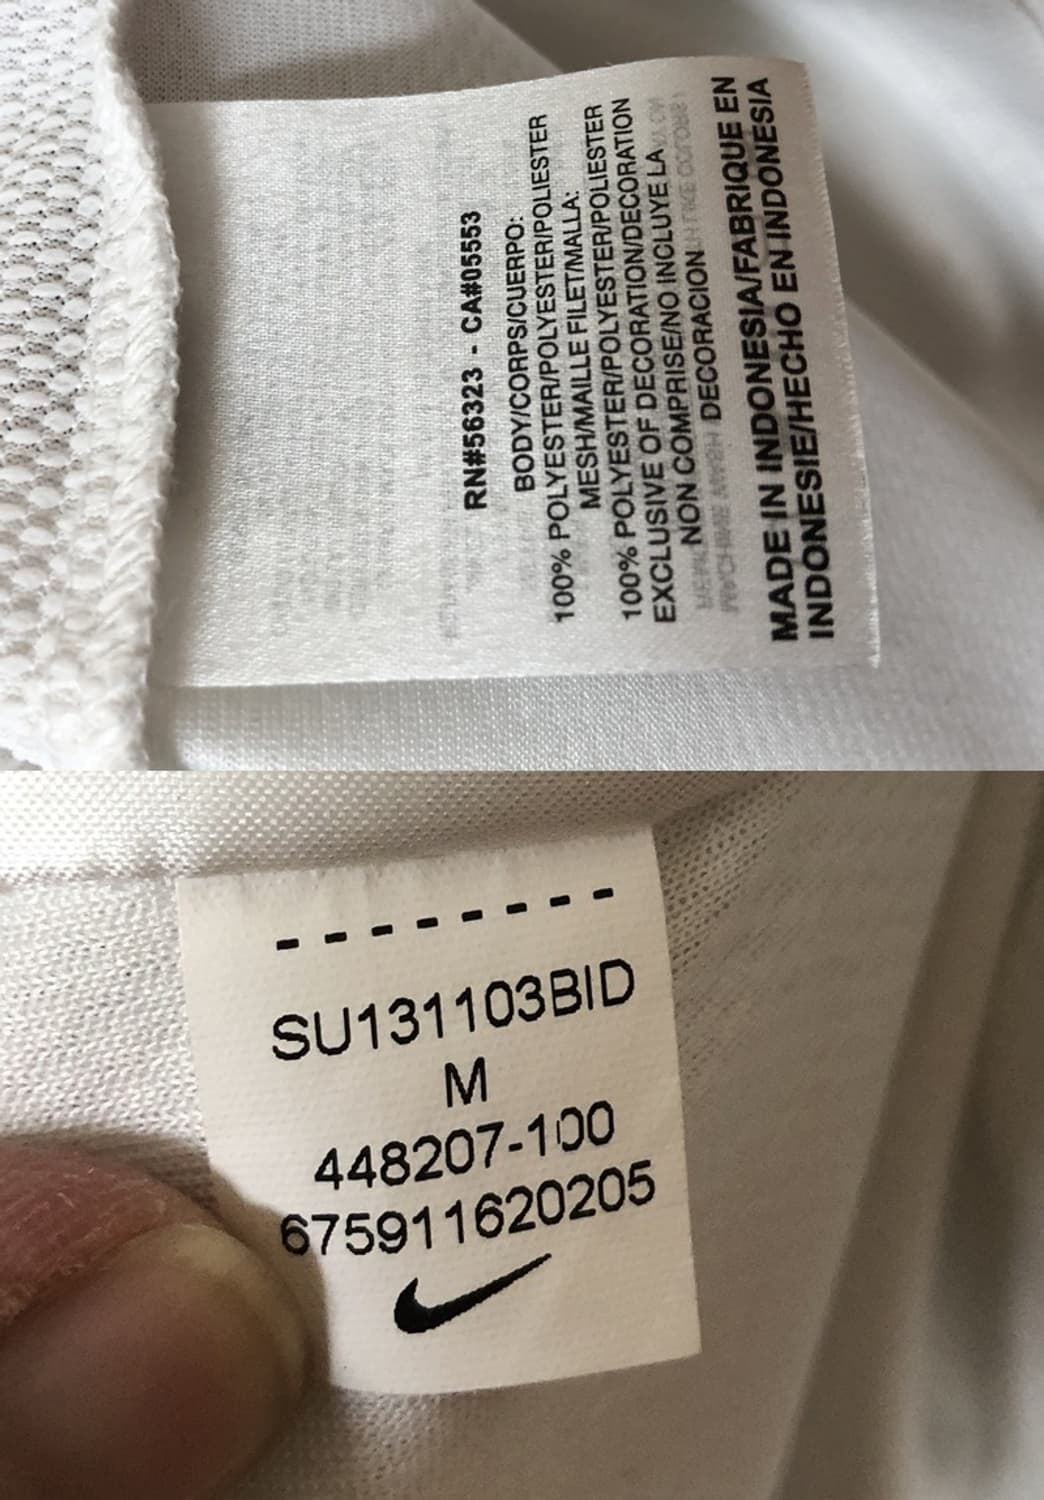 RN#56323 - CA#05553
BODY/CORPS/CUERPO:
100% POLYESTER/POLYESTER/POLIESTER
MESH/MAILLE FILET/MALLA:
100% POLYESTER/POLYESTER/POLIESTER
EXCLUSIVE OF DECORATION/DECORATION
NON COMPRISE/NO INCLUYE LA
DECORACION
MADE IN INDONESIA/FABRIQUE EN
INDONESIE/HECHO EN INDONESIA
--------
SU131103BID
M
448207-100
675911620205